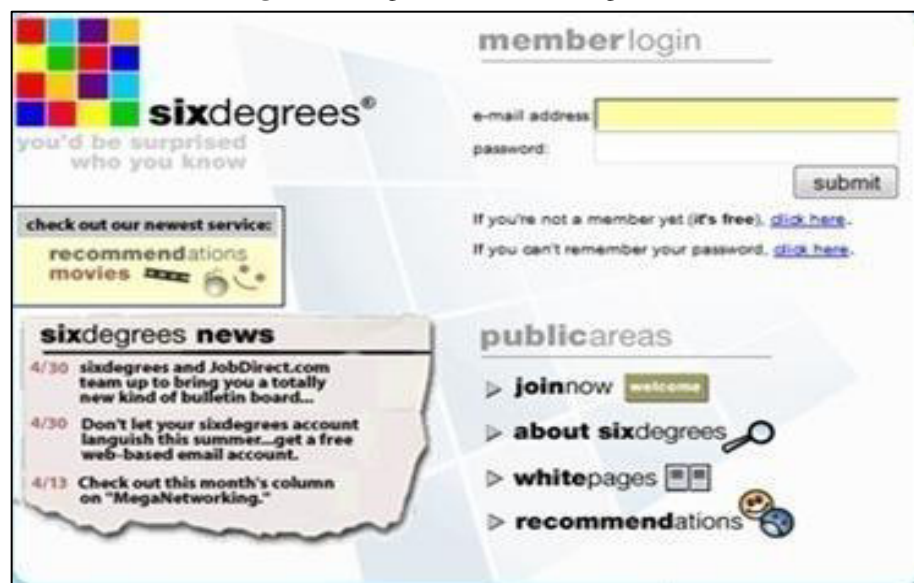 sixdegrees®
you'd be surprised
who you know
check out our newest service:
recommendations
movies
sixdegrees news
4/30 sixdegrees and JobDirect.com
team up to bring you a totally
new kind of bulletin board...
4/30 Don't let your sixdegrees account
languish this summer...get a free
web-based email account.
4/13 Check out this month's column
on "MegaNetworking."
memberlogin
e-mail address
password:
submit
If you're not a member yet (it's free), click here.
If you can't remember your password, click here.
publicareas
joinnow welcome
about sixdegrees
whitepages
recommendations